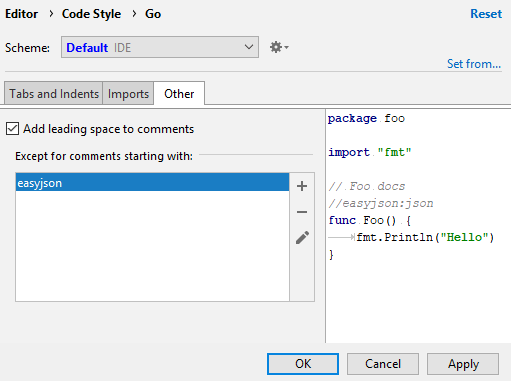 Editor › Code Style › Go
Reset
Scheme: Default IDE
Set from...
Tabs and Indents Imports Other
Add leading space to comments
Except for comments starting with:
easyjson
package foo
import "fmt"
// Foo docs
//easyjson:json
func Foo() {
fmt.Println("Hello")
}
OK Cancel Apply